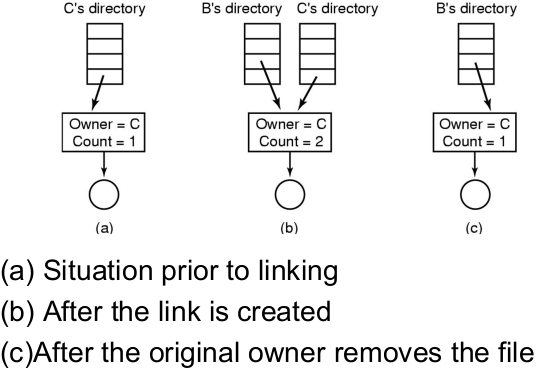 C's directory
B's directory C's directory
B's directory
Owner = C
Count = 1
Owner = C
Count = 2
Owner = C
Count = 1
(a)
(b)
(c)
(a) Situation prior to linking
(b) After the link is created
(c)After the original owner removes the file